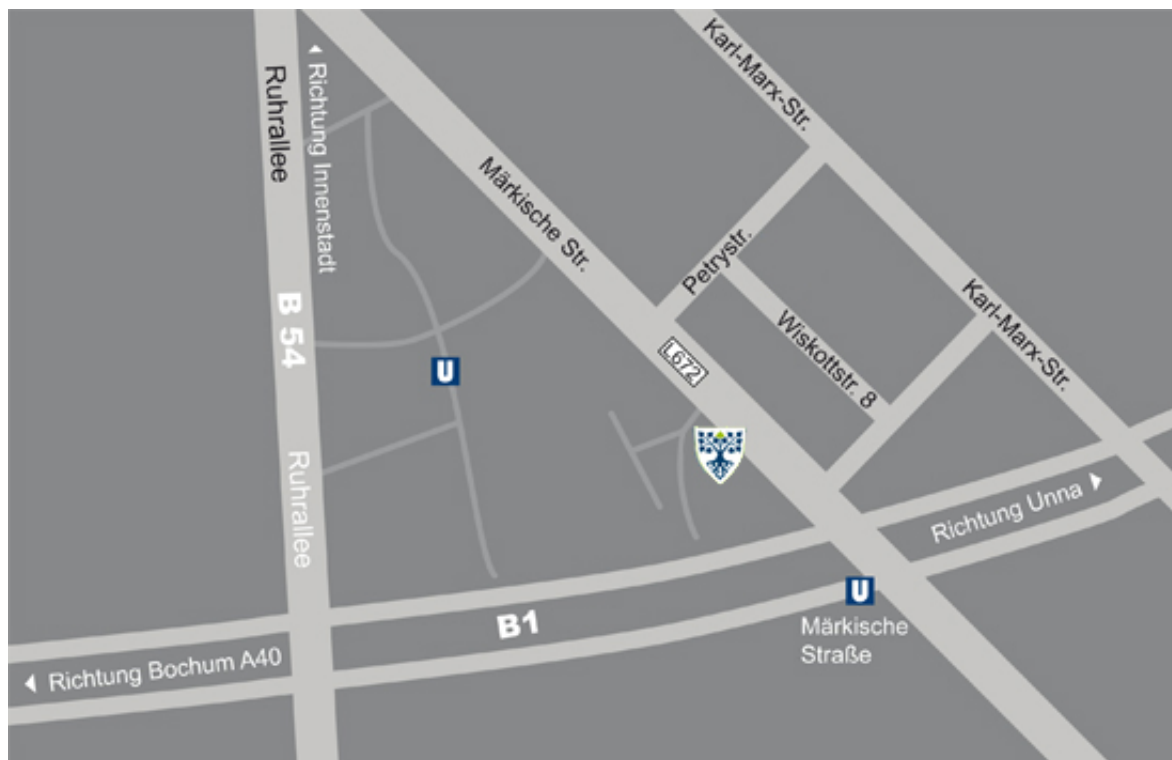 Karl-Marx-Str.
Ruhrallee
Richtung Innenstadt
Märkische Str.
Petrystr.
Karl-Marx-Str.
B 54
Wiskottstr. 8
L672
U
Ruhrallee
Richtung Unna
B1
U
Märkische
Straße
Richtung Bochum A40